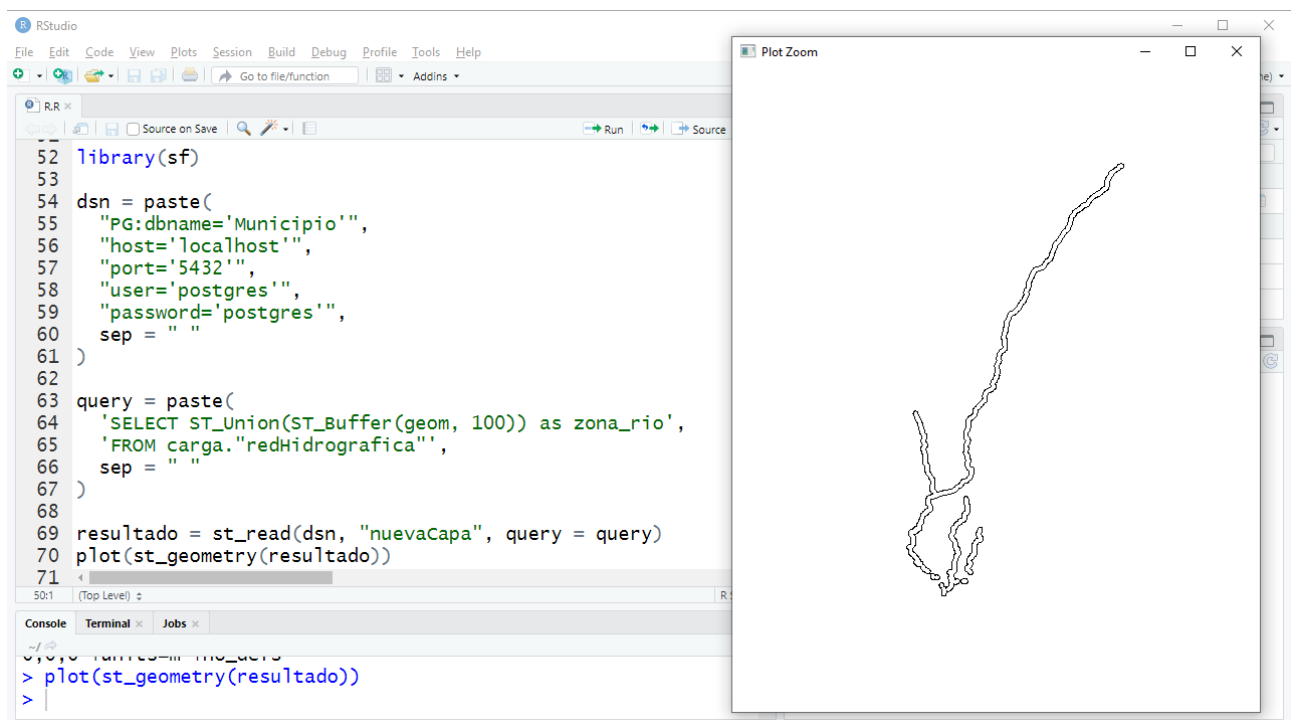 RStudio
File Edit Code View Plots Session Build Debug Profile Tools Help
Go to file/function Addins
R.R
Source on Save Run Source
52 library(sf)
53
54 dsn = paste(
55 "PG:dbname='Municipio'",
56 "host='localhost'",
57 "port='5432'",
58 "user='postgres'",
59 "password='postgres'",
60 sep = " "
61 )
62
63 query = paste(
64 'SELECT ST_Union(ST_Buffer(geom, 100)) as zona_rio',
65 'FROM carga."redHidrografica"',
66 sep = " "
67 )
68
69 resultado = st_read(dsn, "nuevaCapa", query = query)
70 plot(st_geometry(resultado))
71
50:1 (Top Level) R
Console Terminal Jobs
~/
> plot(st_geometry(resultado))
>
Plot Zoom